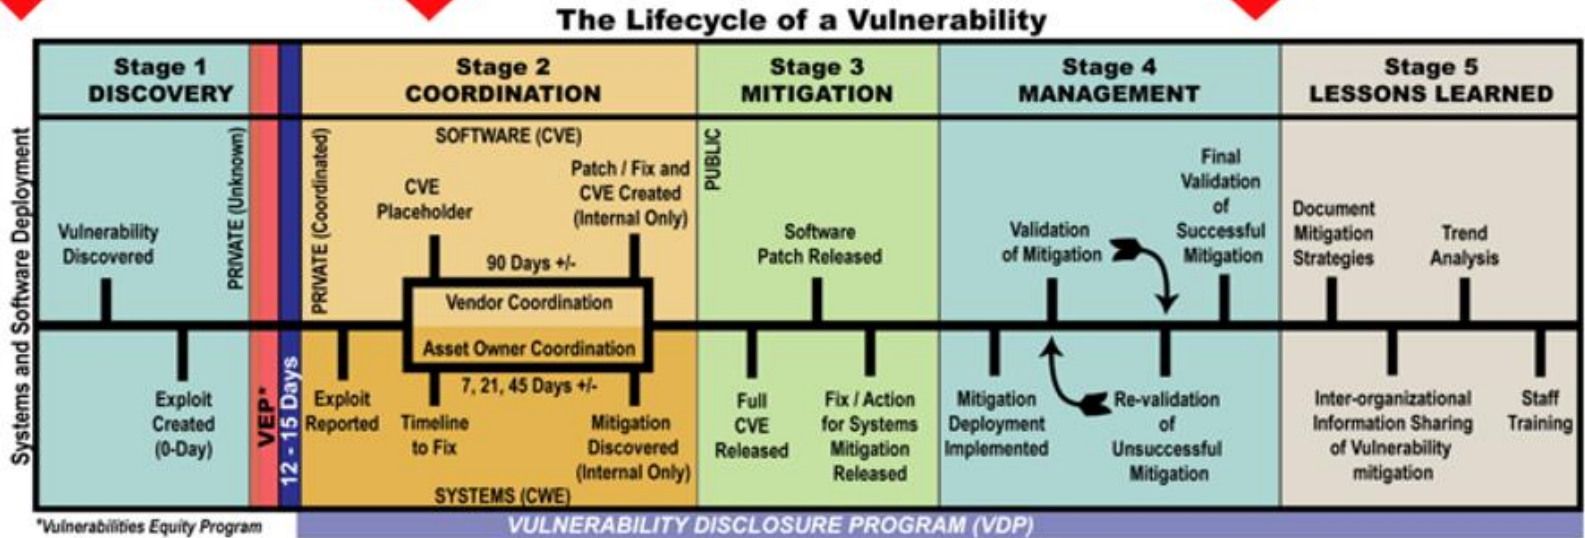 The Lifecycle of a Vulnerability
Stage 1
DISCOVERY
Stage 2
COORDINATION
Stage 3
MITIGATION
Stage 4
MANAGEMENT
Stage 5
LESSONS LEARNED
Systems and Software Deployment
Vulnerability
Discovered
Exploit
Created
(0-Day)
PRIVATE (Unknown)
VEP*
12 - 15 Days
PRIVATE (Coordinated)
SOFTWARE (CVE)
CVE
Placeholder
Patch / Fix and
CVE Created
(Internal Only)
90 Days +/-
Vendor Coordination
Asset Owner Coordination
7, 21, 45 Days +/-
Exploit
Reported
Timeline
to Fix
Mitigation
Discovered
(Internal Only)
SYSTEMS (CWE)
PUBLIC
Software
Patch Released
Full
CVE
Released
Fix / Action
for Systems
Mitigation
Released
Validation
of Mitigation
Final
Validation
of
Successful
Mitigation
Mitigation
Deployment
Implemented
Re-validation
of
Unsuccessful
Mitigation
Document
Mitigation
Strategies
Trend
Analysis
Inter-organizational
Information Sharing
of Vulnerability
mitigation
Staff
Training
*Vulnerabilities Equity Program
VULNERABILITY DISCLOSURE PROGRAM (VDP)